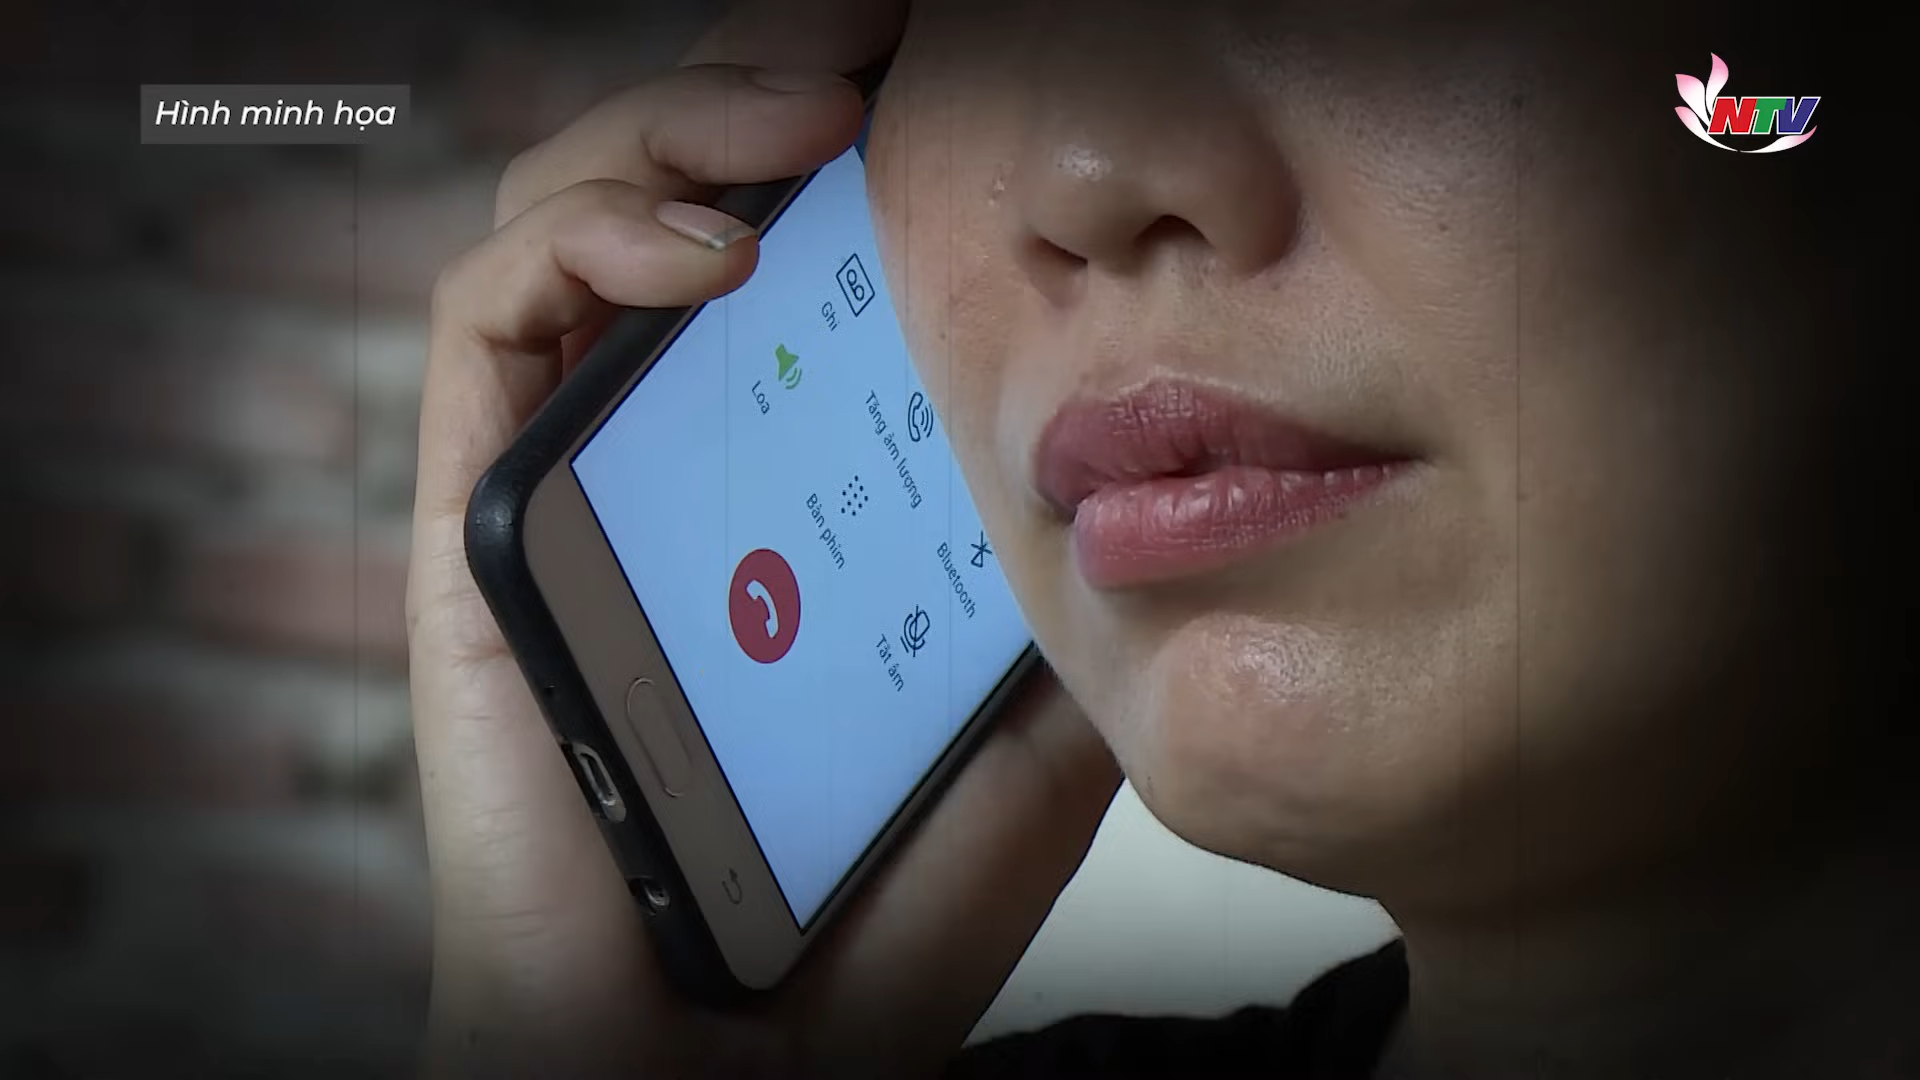 Hình minh họa
NTV
Ghi
Loa
Tăng âm lượng
Bàn phím
Bluetooth
Tắt âm